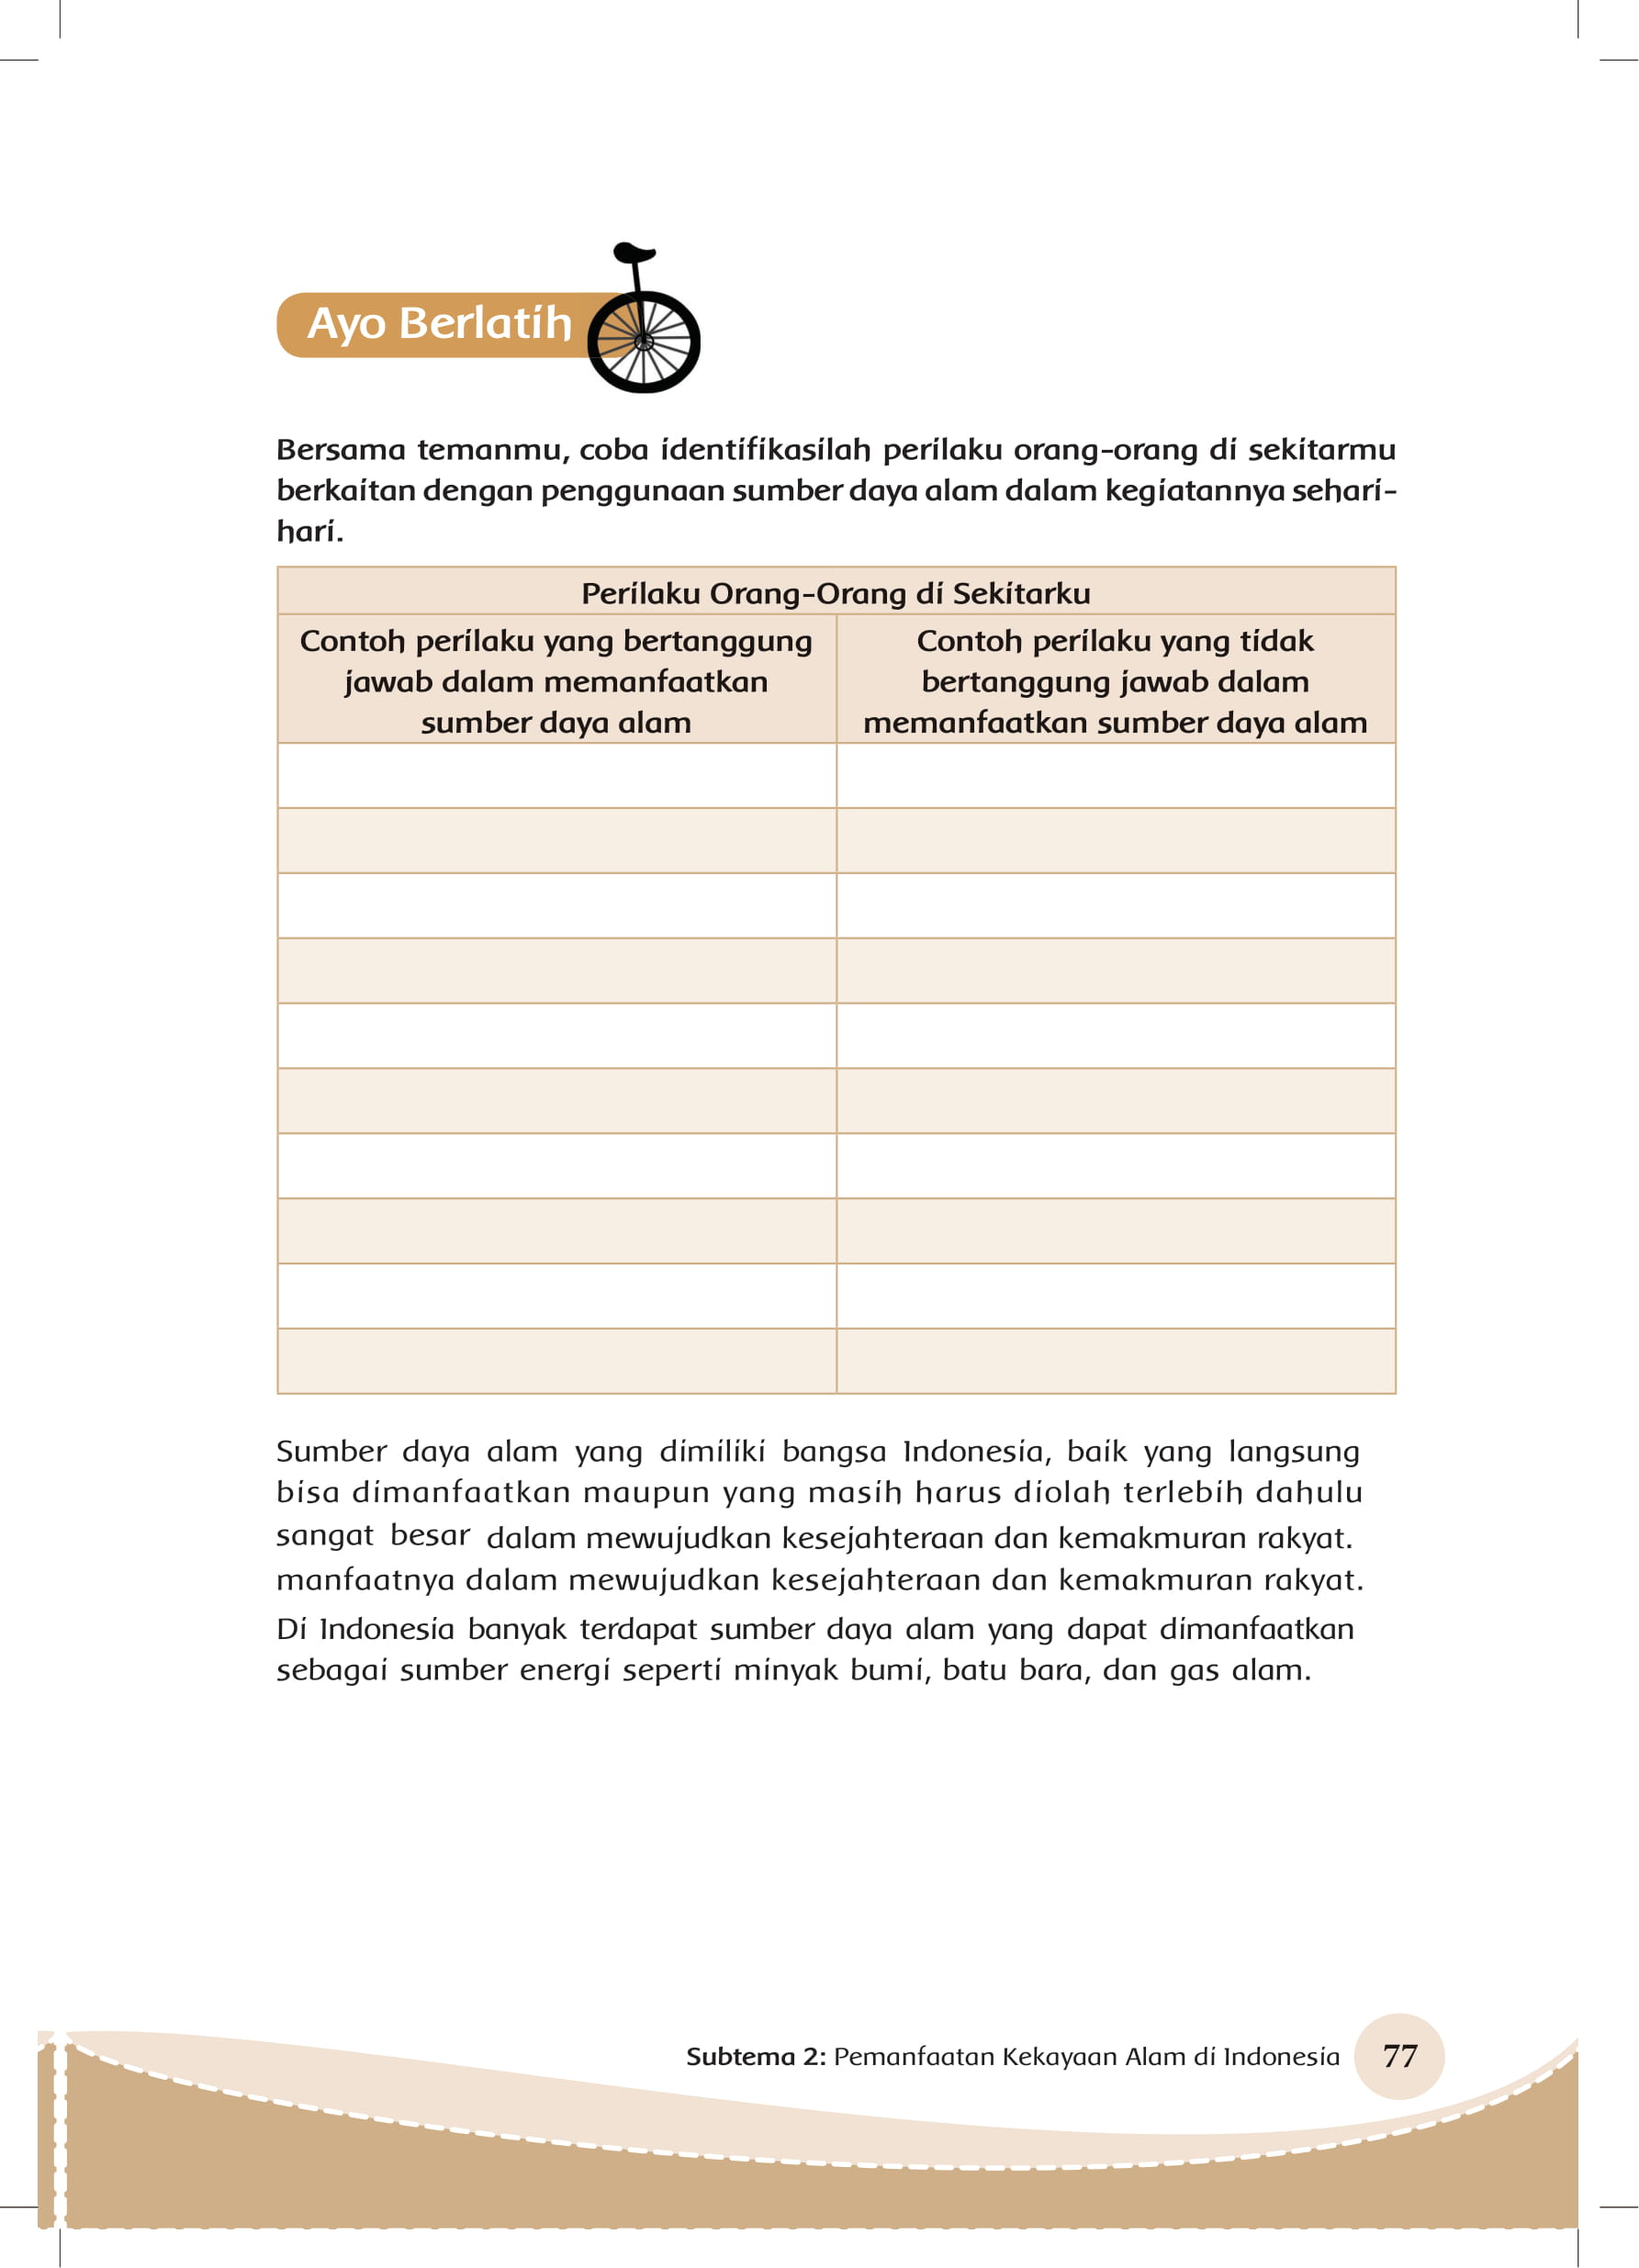 Ayo Berlatih
Bersama temanmu, coba identifikasilah perilaku orang-orang di sekitarmu
berkaitan dengan penggunaan sumber daya alam dalam kegiatannya sehari-
hari.
Perilaku Orang-Orang di Sekitarku
Contoh perilaku yang bertanggung
jawab dalam memanfaatkan
sumber daya alam
Contoh perilaku yang tidak
bertanggung jawab dalam
memanfaatkan sumber daya alam
Sumber daya alam yang dimiliki bangsa Indonesia, baik yang langsung
bisa dimanfaatkan maupun yang masih harus diolah terlebih dahulu
sangat besar dalam mewujudkan kesejahteraan dan kemakmuran rakyat.
manfaatnya dalam mewujudkan kesejahteraan dan kemakmuran rakyat.
Di Indonesia banyak terdapat sumber daya alam yang dapat dimanfaatkan
sebagai sumber energi seperti minyak bumi, batu bara, dan gas alam.
Subtema 2: Pemanfaatan Kekayaan Alam di Indonesia 77